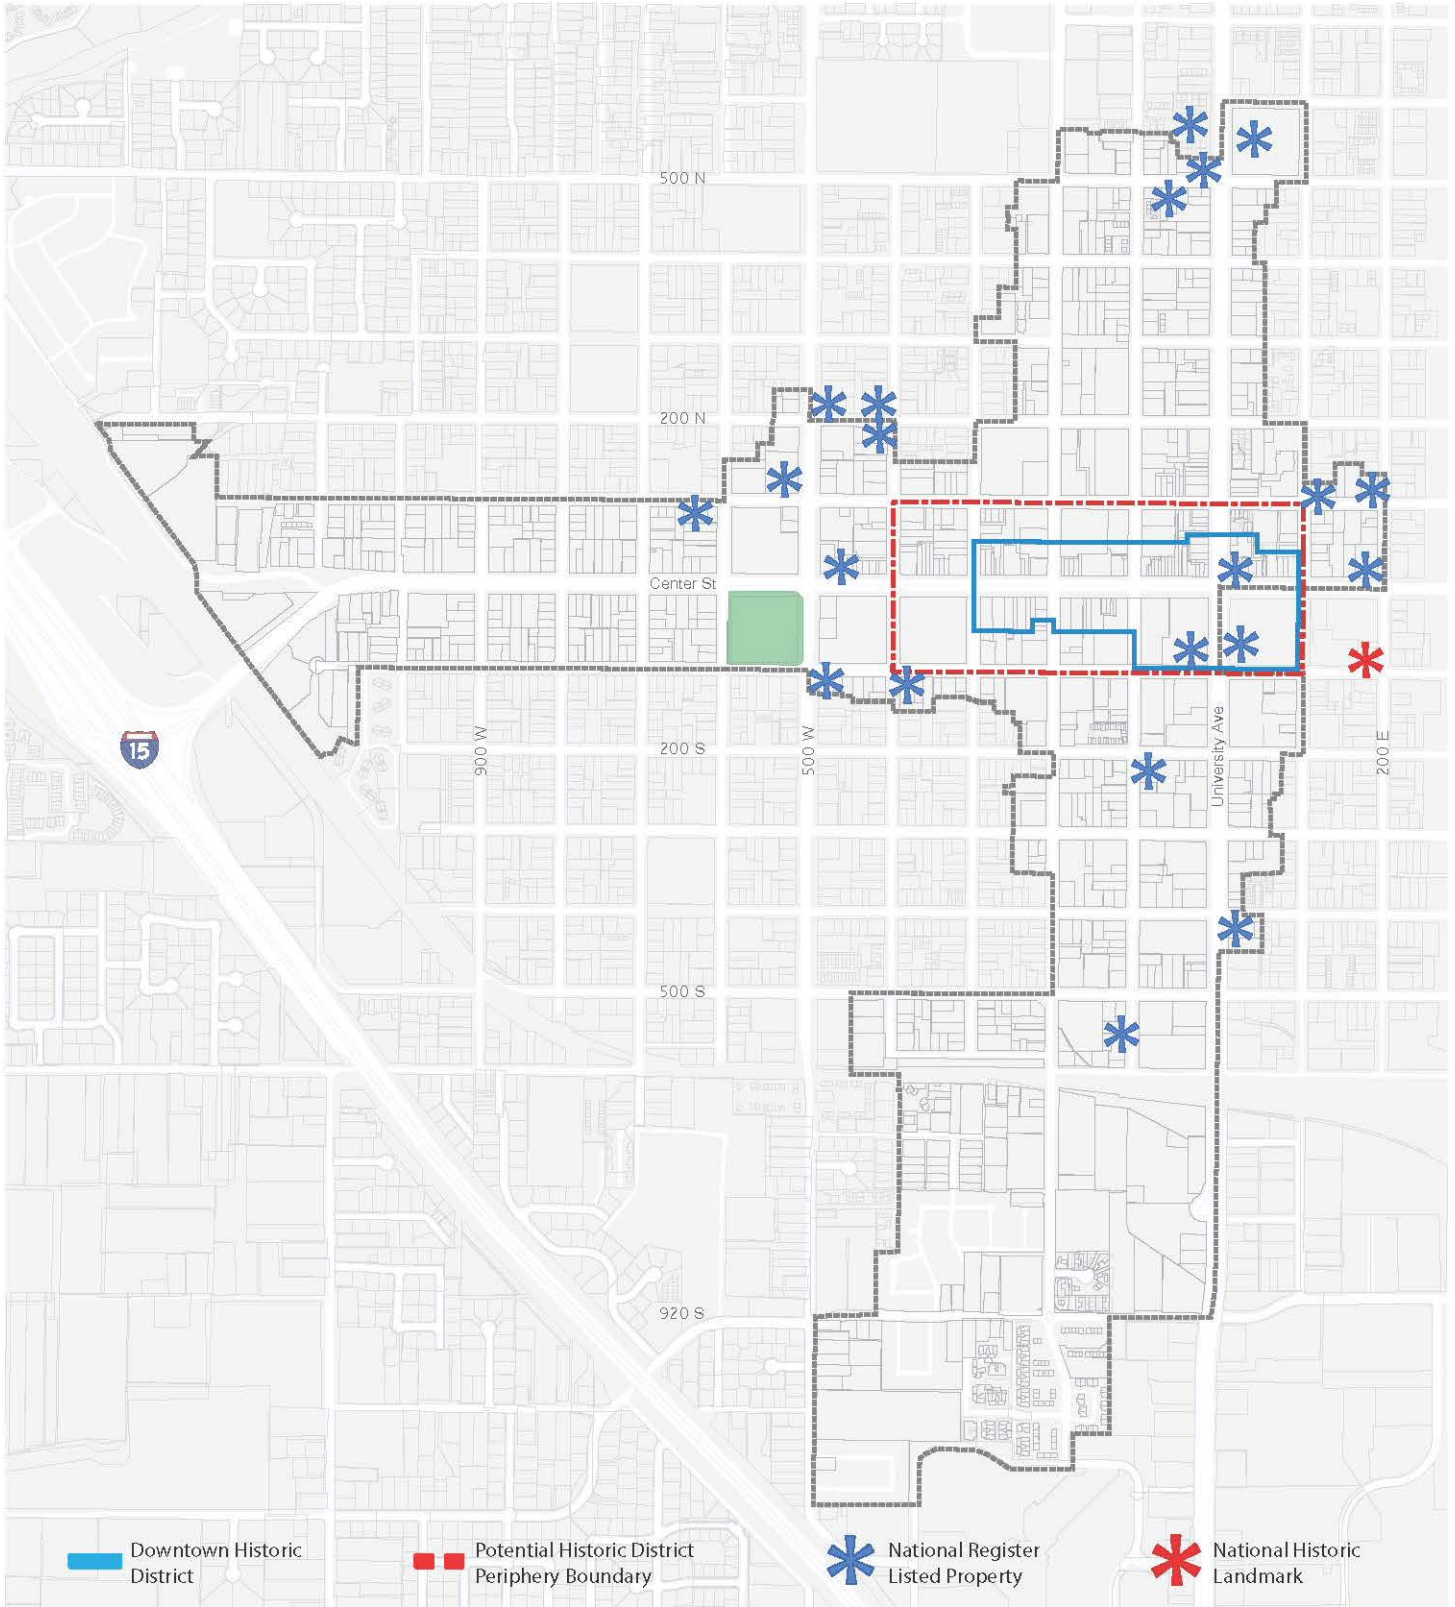 500 N
200 N
Center St
15
900 W
200 S
500 W
University Ave
200 E
500 S
920 S
Downtown Historic
District
Potential Historic District
Periphery Boundary
National Register
Listed Property
National Historic
Landmark